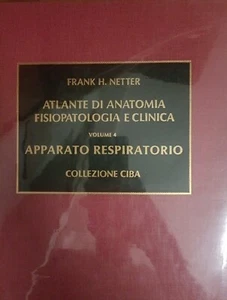 FRANK H. NETTER
ATLANTE DI ANATOMIA
FISIOPATOLOGIA E CLINICA
VOLUME 4
APPARATO RESPIRATORIO
COLLEZIONE CIBA